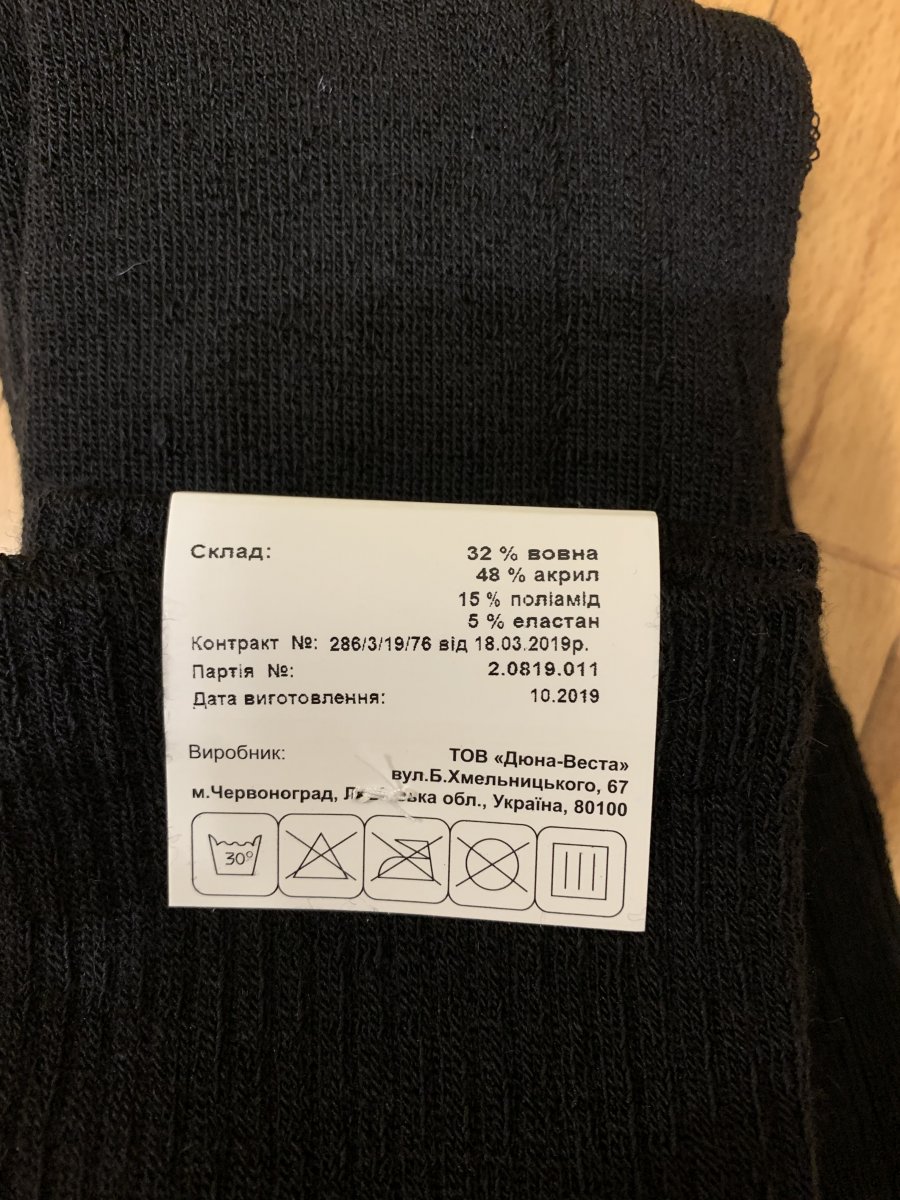 Склад: 32 % вовна
48 % акрил
15 % поліамід
5 % еластан
Контракт №: 286/3/19/76 від 18.03.2019р.
Партія №: 2.0819.011
Дата виготовлення: 10.2019
Виробник: ТОВ «Дюна-Веста»
вул.Б.Хмельницького, 67
м.Червоноград, обл., Україна, 80100
30°